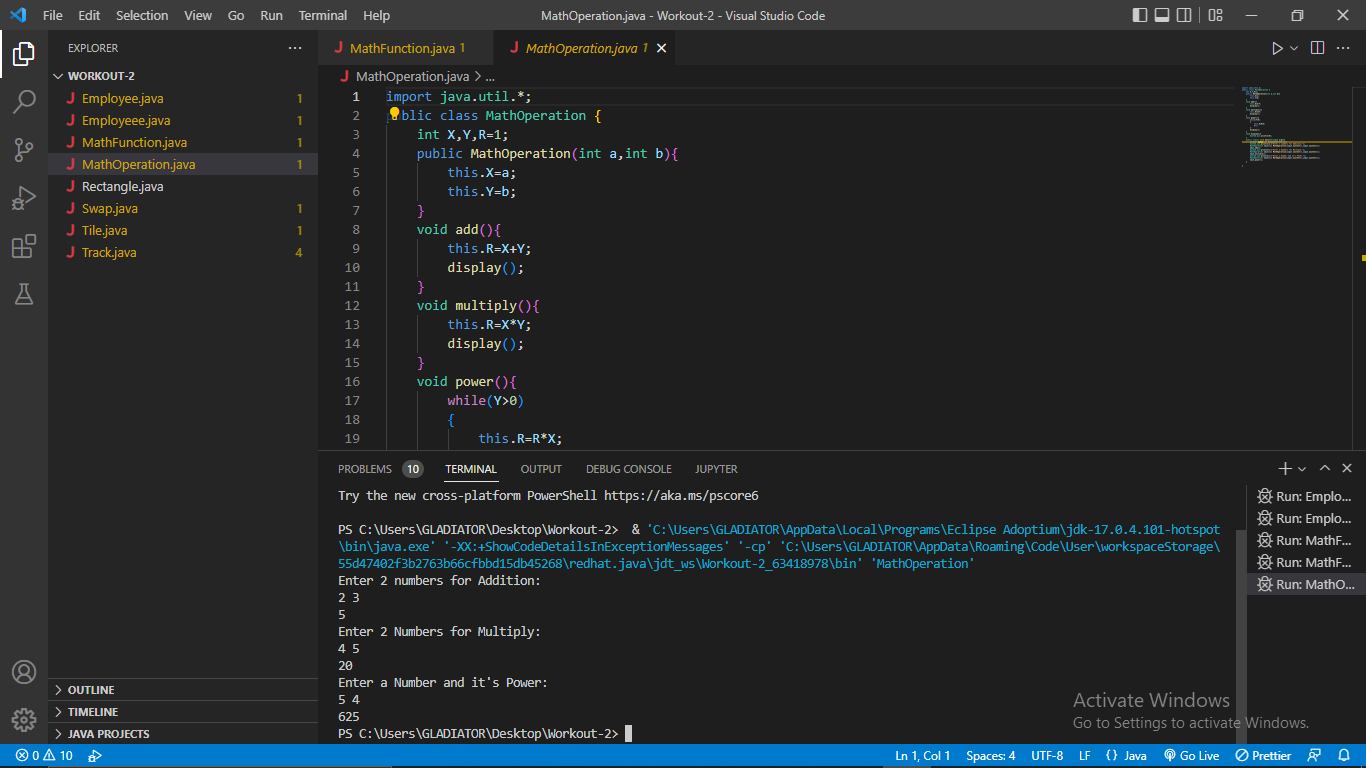 File Edit Selection View Go Run Terminal Help MathOperation.java - Workout-2 - Visual Studio Code
EXPLORER
WORKOUT-2
Employee.java 1
Employeee.java 1
MathFunction.java 1
MathOperation.java 1
Rectangle.java
Swap.java 1
Tile.java 1
Track.java 4
OUTLINE
TIMELINE
JAVA PROJECTS
MathFunction.java 1 MathOperation.java 1
MathOperation.java > ...
1 import java.util.*;
2 blic class MathOperation {
3 int X,Y,R=1;
4 public MathOperation(int a,int b){
5 this.X=a;
6 this.Y=b;
7 }
8 void add(){
9 this.R=X+Y;
10 display();
11 }
12 void multiply(){
13 this.R=X*Y;
14 display();
15 }
16 void power(){
17 while(Y>0)
18 {
19 this.R=R*X;
PROBLEMS 10 TERMINAL OUTPUT DEBUG CONSOLE JUPYTER
Try the new cross-platform PowerShell https://aka.ms/pscore6
PS C:\Users\GLADIATOR\Desktop\Workout-2>  & 'C:\Users\GLADIATOR\AppData\Local\Programs\Eclipse Adoptium\jdk-17.0.4.101-hotspot
\bin\java.exe' '-XX:+ShowCodeDetailsInExceptionMessages' '-cp' 'C:\Users\GLADIATOR\AppData\Roaming\Code\User\workspaceStorage\
55d47402f3b2763b66cfbbd15db45268\redhat.java\jdt_ws\Workout-2_63418978\bin' 'MathOperation'
Enter 2 numbers for Addition:
2 3
5
Enter 2 Numbers for Multiply:
4 5
20
Enter a Number and it's Power:
5 4
625
PS C:\Users\GLADIATOR\Desktop\Workout-2>
Run: Emplo...
Run: Emplo...
Run: MathF...
Run: MathF...
Run: MathO...
Activate Windows
Go to Settings to activate Windows.
0 10 Ln 1, Col 1 Spaces: 4 UTF-8 LF {} Java Go Live Prettier